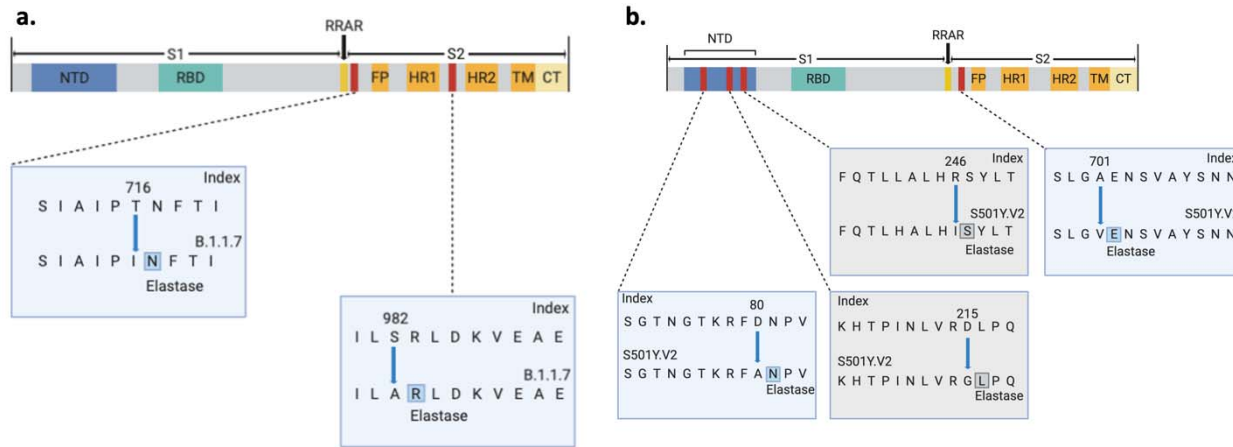 a.
RRAR
S1
S2
NTD
RBD
FP
HR1
HR2
TM
CT
Index
716
S I A I P T N F T I
B.1.1.7
S I A I P I N F T I
Elastase
Index
982
I L S R L D K V E A E
B.1.1.7
I L A R L D K V E A E
Elastase
b.
NTD
RRAR
S1
S2
RBD
FP
HR1
HR2
TM
CT
246
Index
F Q T L L A L H R S Y L T
S501Y.V2
F Q T L H A L H I S Y L T
Elastase
701
Index
S L G A E N S V A Y S N N
S501Y.V2
S L G V E N S V A Y S N N
Elastase
Index
80
S G T N G T K R F D N P V
S501Y.V2
S G T N G T K R F A N P V
Elastase
Index
215
K H T P I N L V R D L P Q
S501Y.V2
K H T P I N L V R G L P Q
Elastase